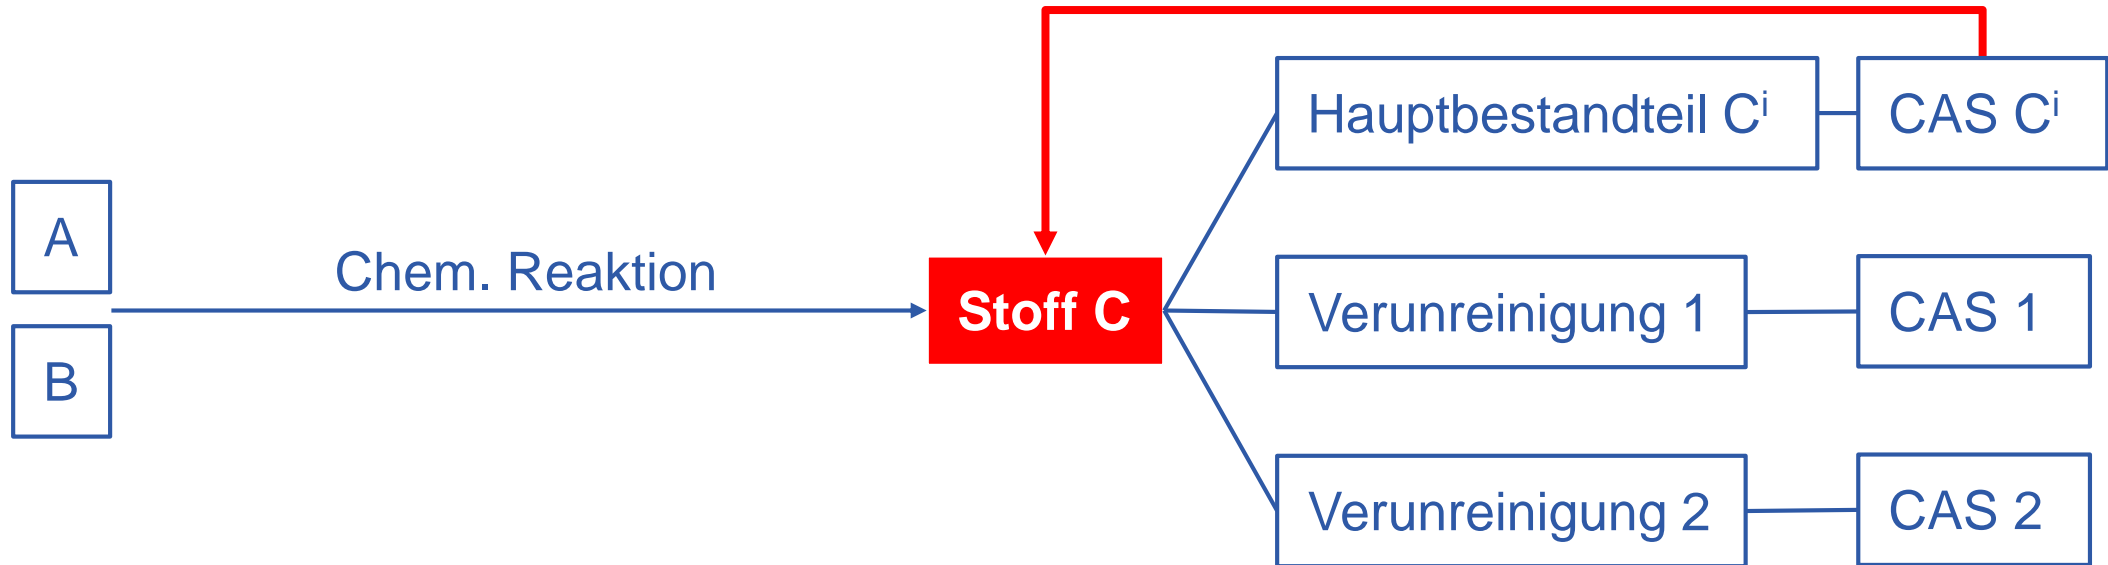 A
B
Chem. Reaktion
Stoff C
Hauptbestandteil Cⁱ
CAS Cⁱ
Verunreinigung 1
CAS 1
Verunreinigung 2
CAS 2